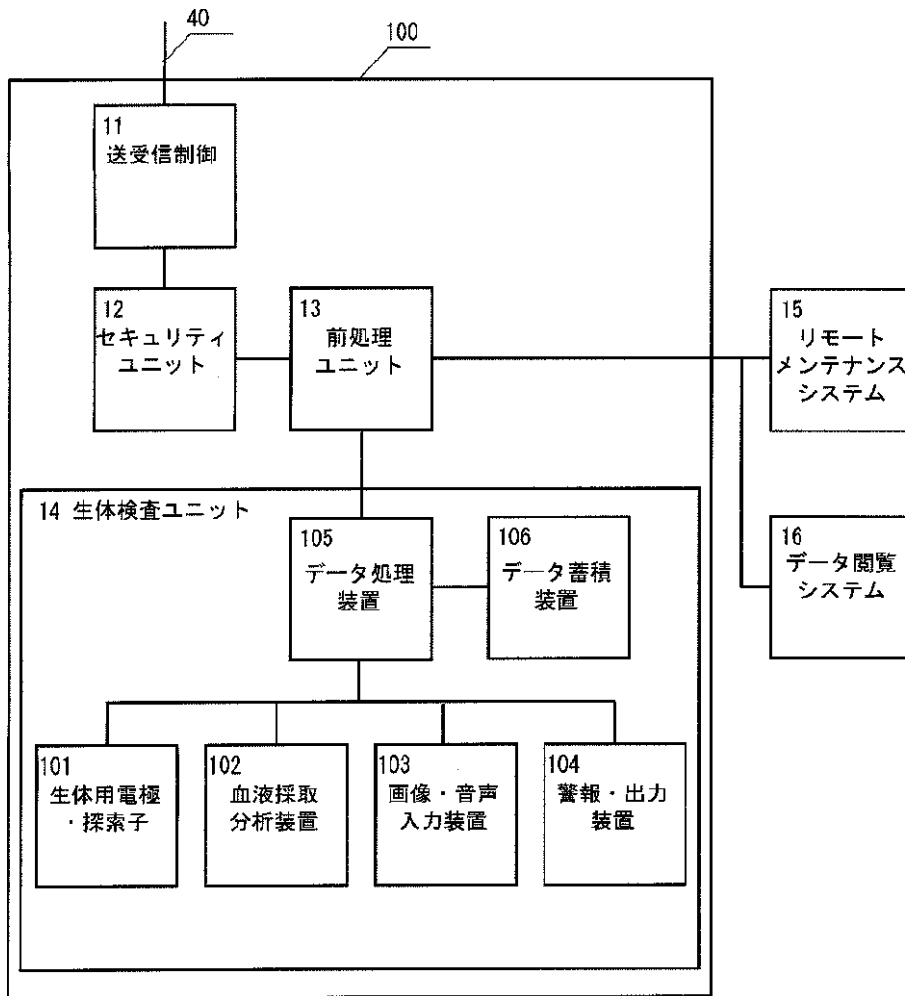 40
100
11
送受信制御
12
セキュリティ
ユニット
13
前処理
ユニット
15
リモート
メンテナンス
システム
14 生体検査ユニット
105
データ処理
装置
106
データ蓄積
装置
16
データ閲覧
システム
101
生体用電極
・探索子
102
血液採取
分析装置
103
画像・音声
入力装置
104
警報・出力
装置